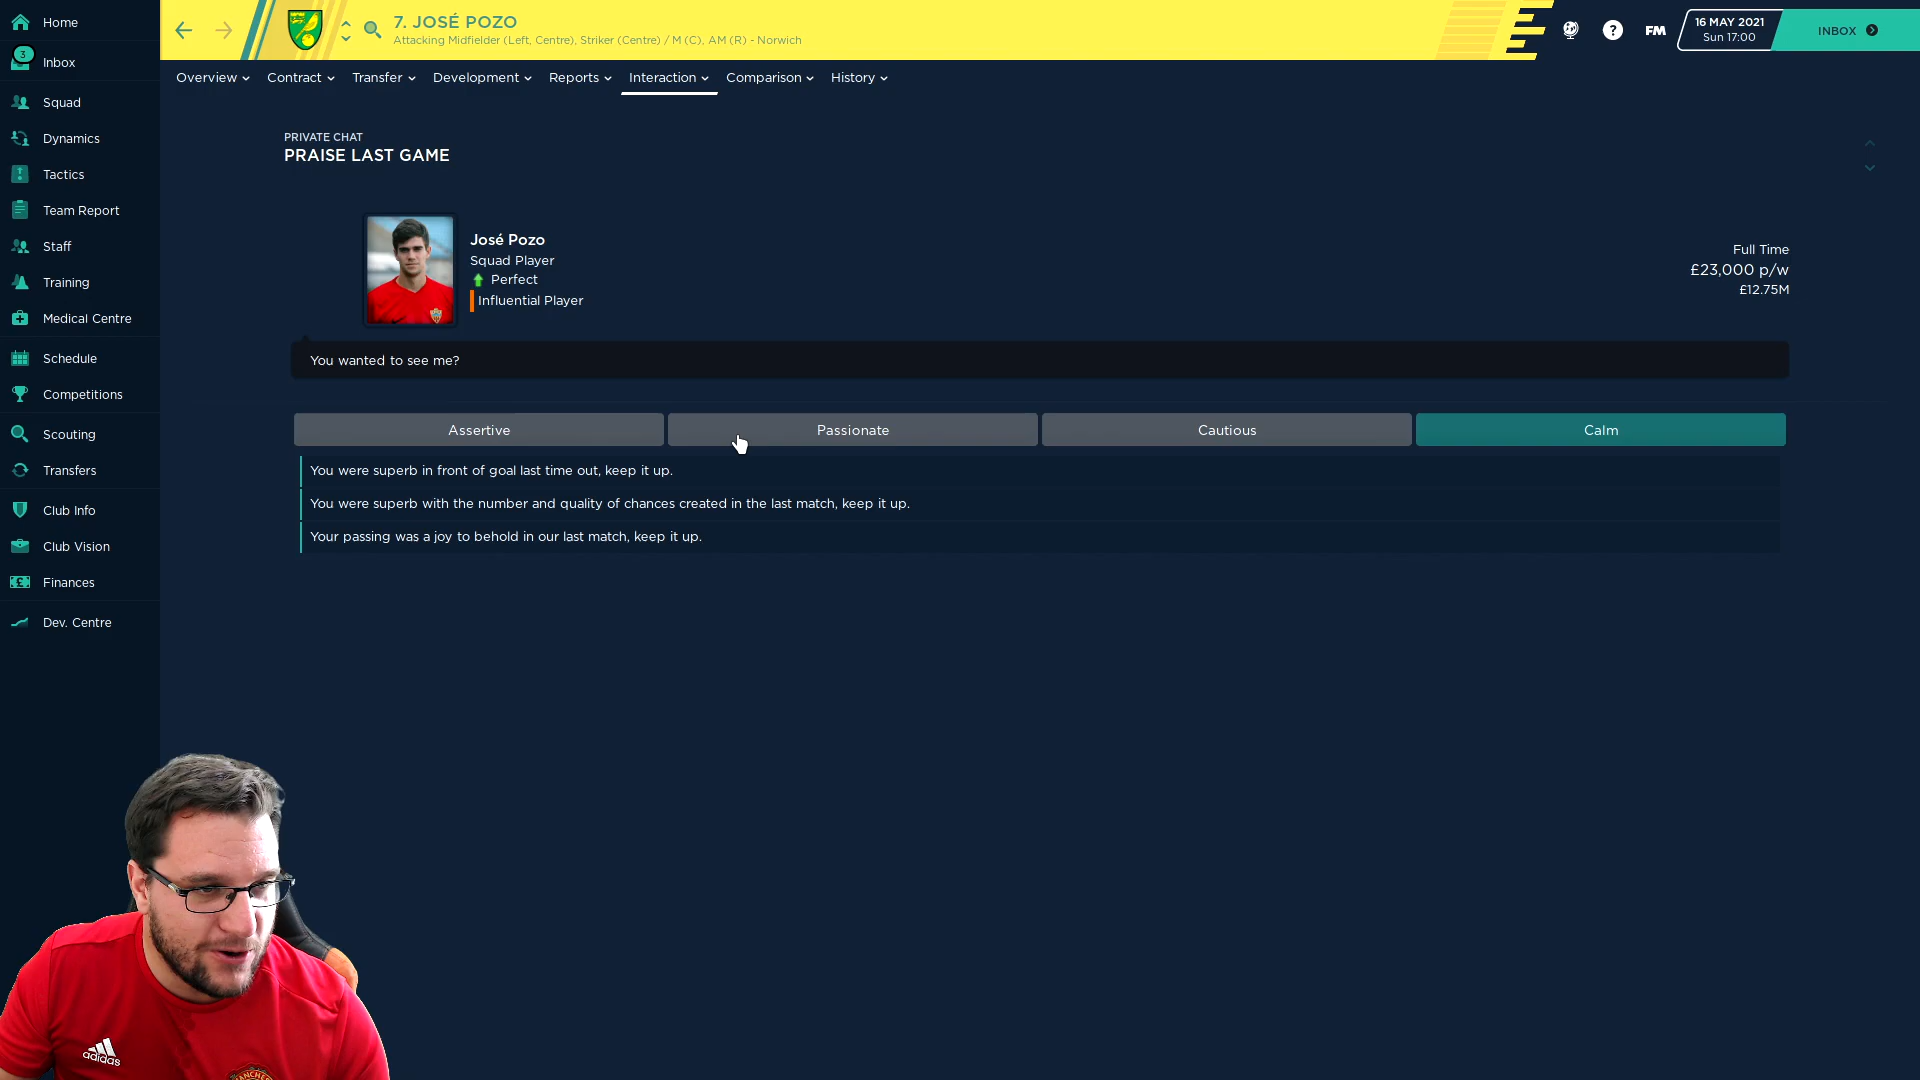 Home
3
Inbox
Squad
Dynamics
Tactics
Team Report
Staff
Training
Medical Centre
Schedule
Competitions
Scouting
Transfers
Club Info
Club Vision
Finances
Dev. Centre
7. JOSÉ POZO
Attacking Midfielder (Left, Centre), Striker (Centre) / M (C), AM (R) - Norwich
?
FM
16 MAY 2021
Sun 17:00
INBOX
Overview
Contract
Transfer
Development
Reports
Interaction
Comparison
History
PRIVATE CHAT
PRAISE LAST GAME
José Pozo
Squad Player
Perfect
Influential Player
Full Time
£23,000 p/w
£12.75M
You wanted to see me?
Assertive
Passionate
Cautious
Calm
You were superb in front of goal last time out, keep it up.
You were superb with the number and quality of chances created in the last match, keep it up.
Your passing was a joy to behold in our last match, keep it up.
adidas